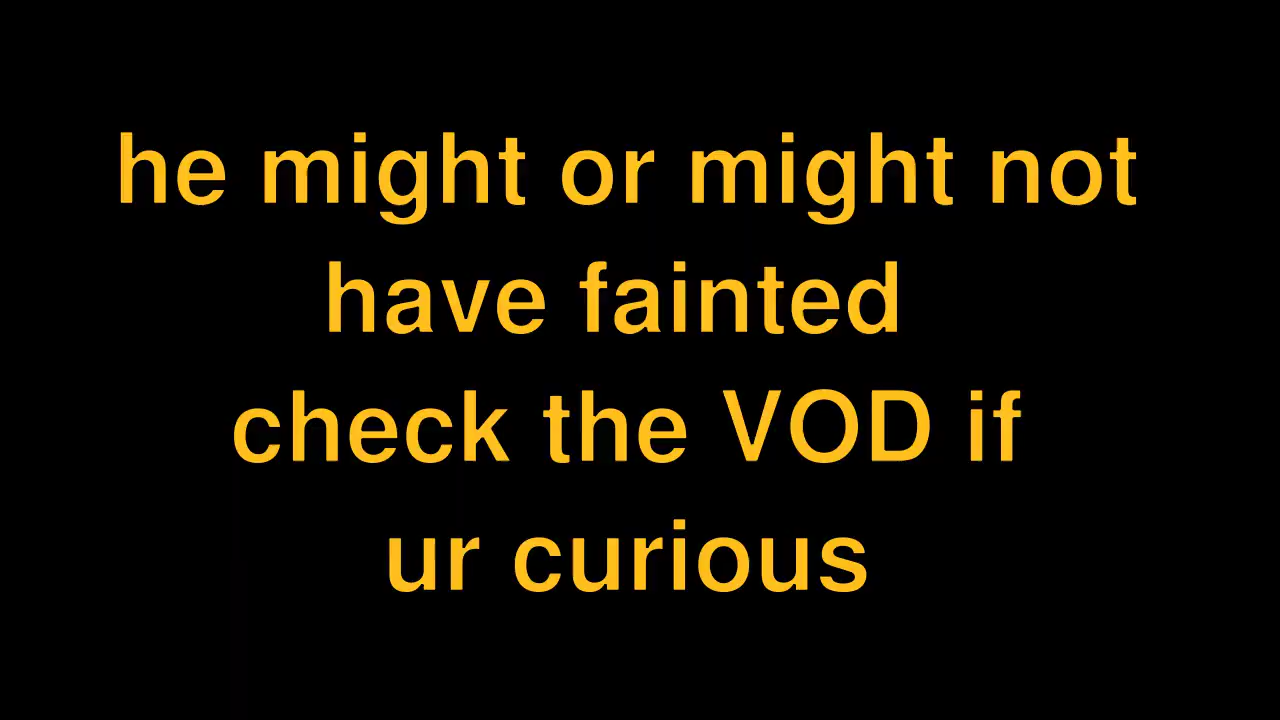 he might or might not
have fainted
check the VOD if
ur curious